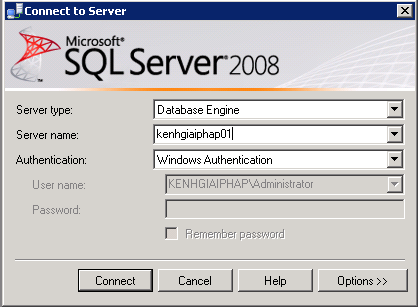 Connect to Server
Microsoft®
SQL Server® 2008
Server type: Database Engine
Server name: kenhgiaiphap01
Authentication: Windows Authentication
User name: KENHGIAIPHAP\Administrator
Password:
Remember password
Connect Cancel Help Options >>